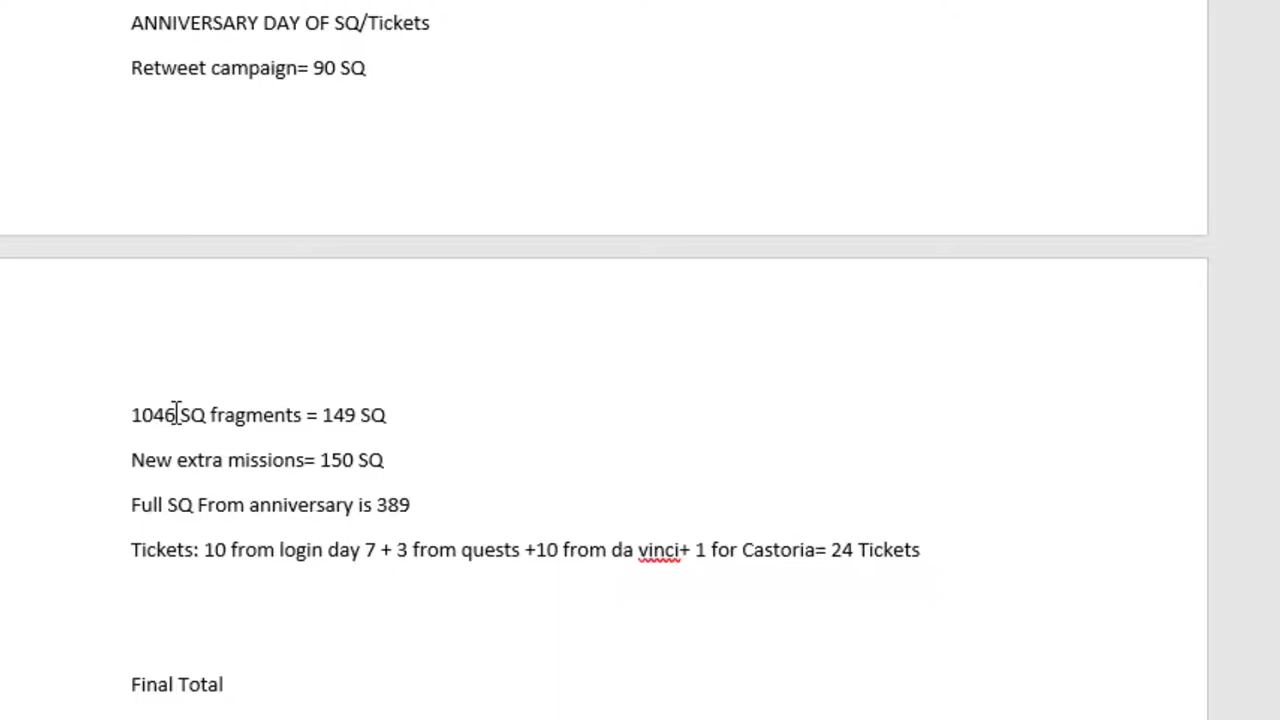 ANNIVERSARY DAY OF SQ/Tickets
Retweet campaign= 90 SQ
1046 SQ fragments = 149 SQ
New extra missions= 150 SQ
Full SQ From anniversary is 389
Tickets: 10 from login day 7 + 3 from quests +10 from da vinci+ 1 for Castoria= 24 Tickets
Final Total